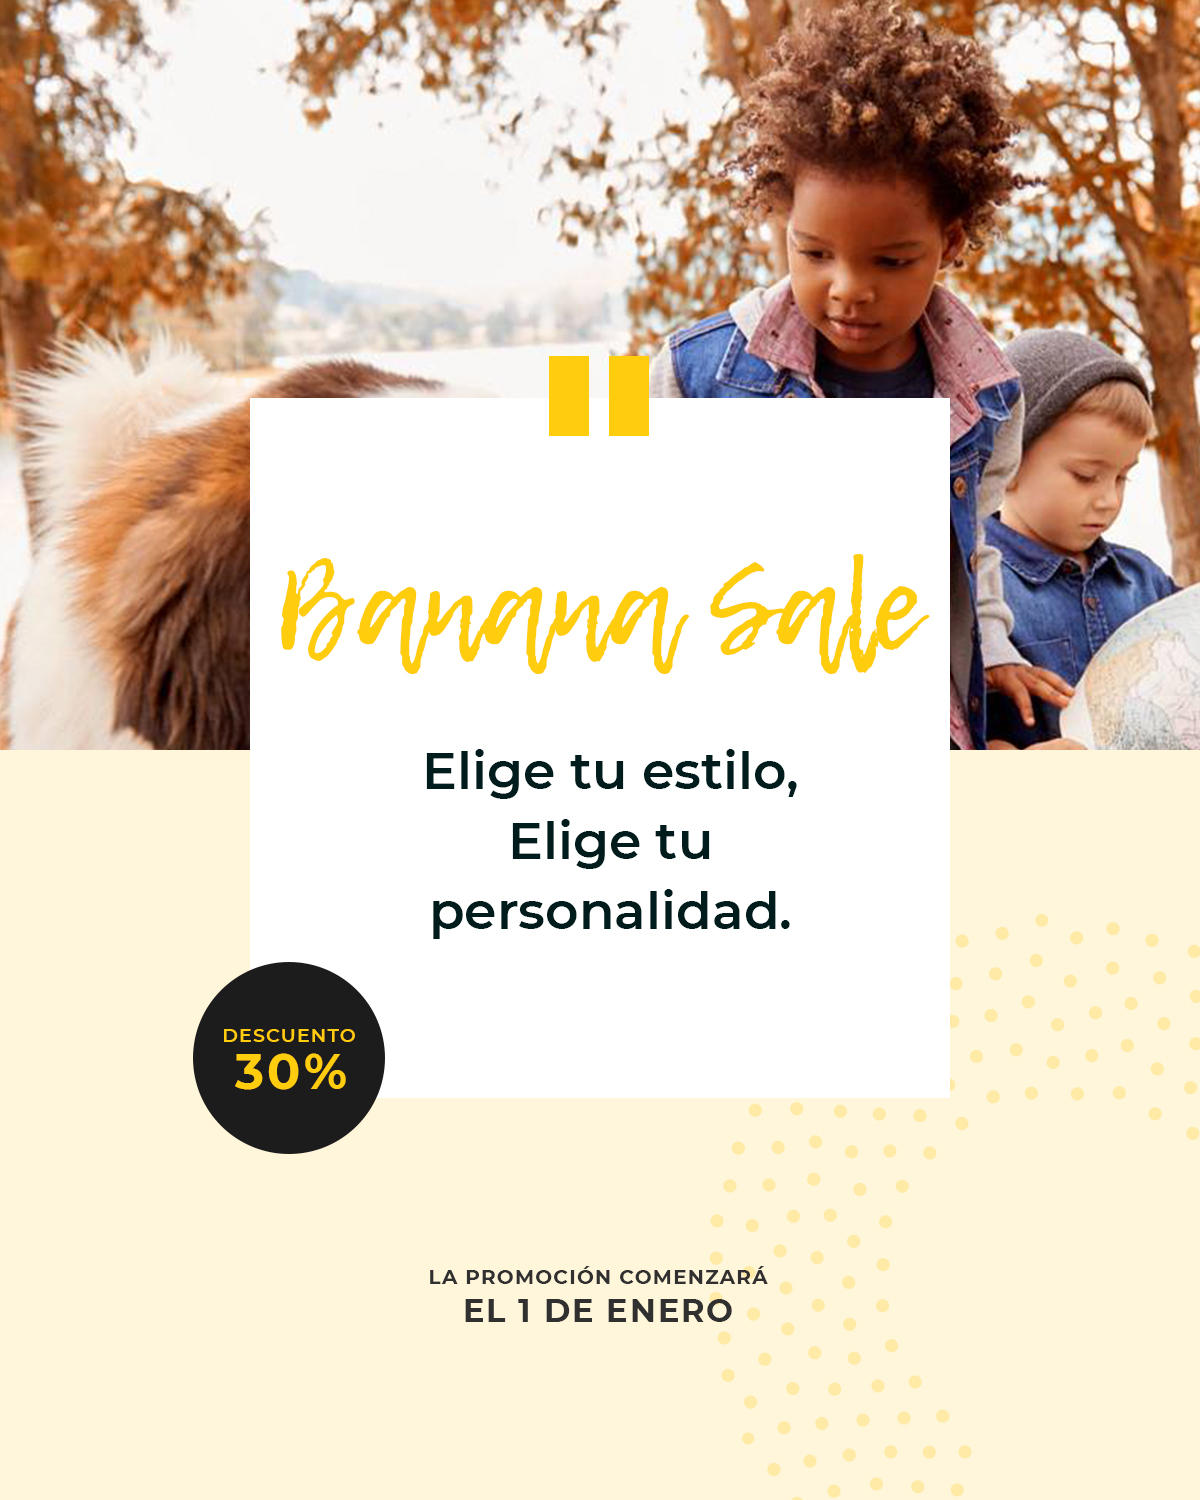 Banana Sale
Elige tu estilo,
Elige tu
personalidad.
DESCUENTO
30%
LA PROMOCIÓN COMENZARÁ
EL 1 DE ENERO